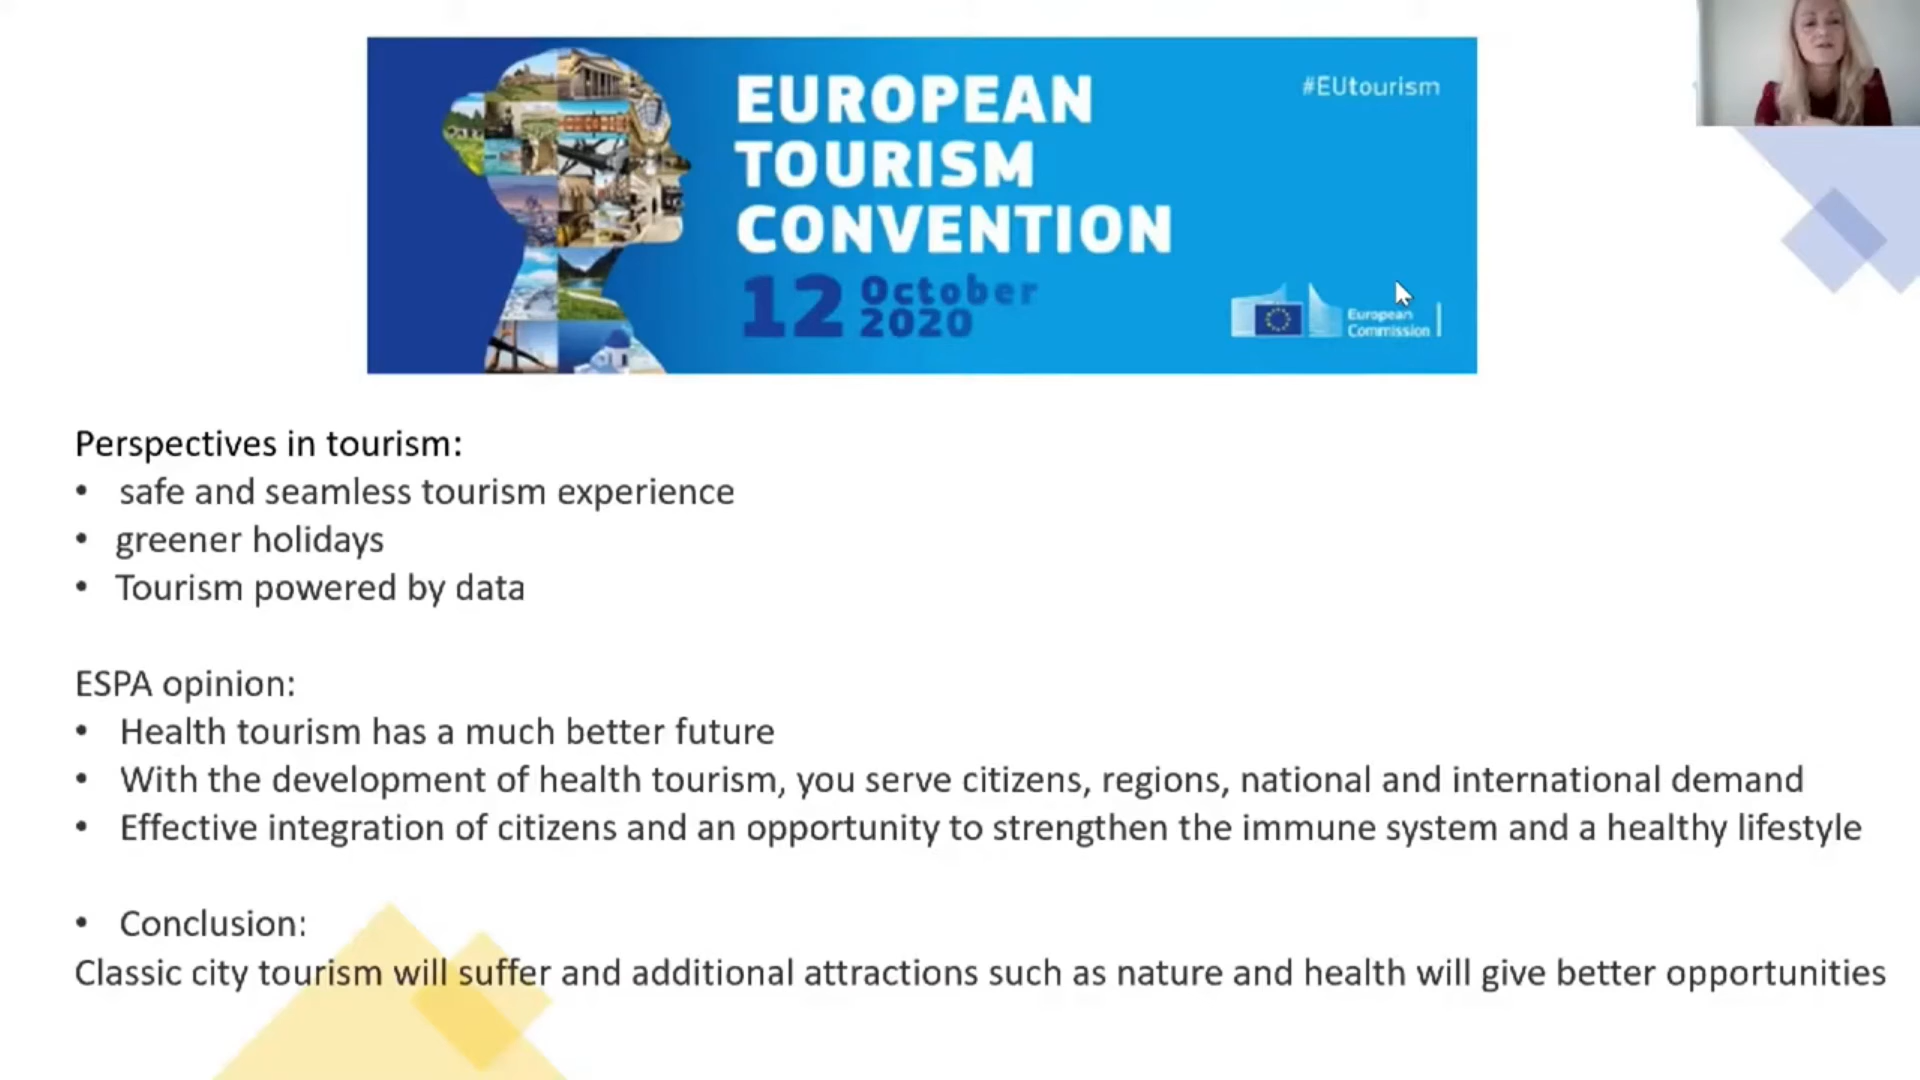 EUROPEAN
TOURISM
CONVENTION
12 October
2020
#EUtourism
European
Commission
Perspectives in tourism:
• safe and seamless tourism experience
• greener holidays
• Tourism powered by data
ESPA opinion:
• Health tourism has a much better future
• With the development of health tourism, you serve citizens, regions, national and international demand
• Effective integration of citizens and an opportunity to strengthen the immune system and a healthy lifestyle
• Conclusion:
Classic city tourism will suffer and additional attractions such as nature and health will give better opportunities